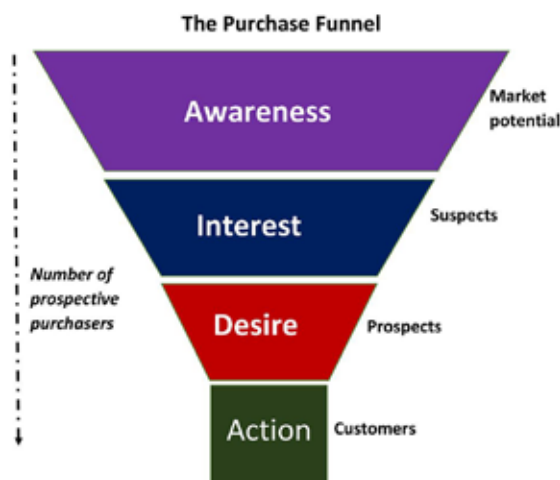 The Purchase Funnel
Awareness
Market
potential
Interest
Suspects
Number of
prospective
purchasers
Desire
Prospects
Action
Customers